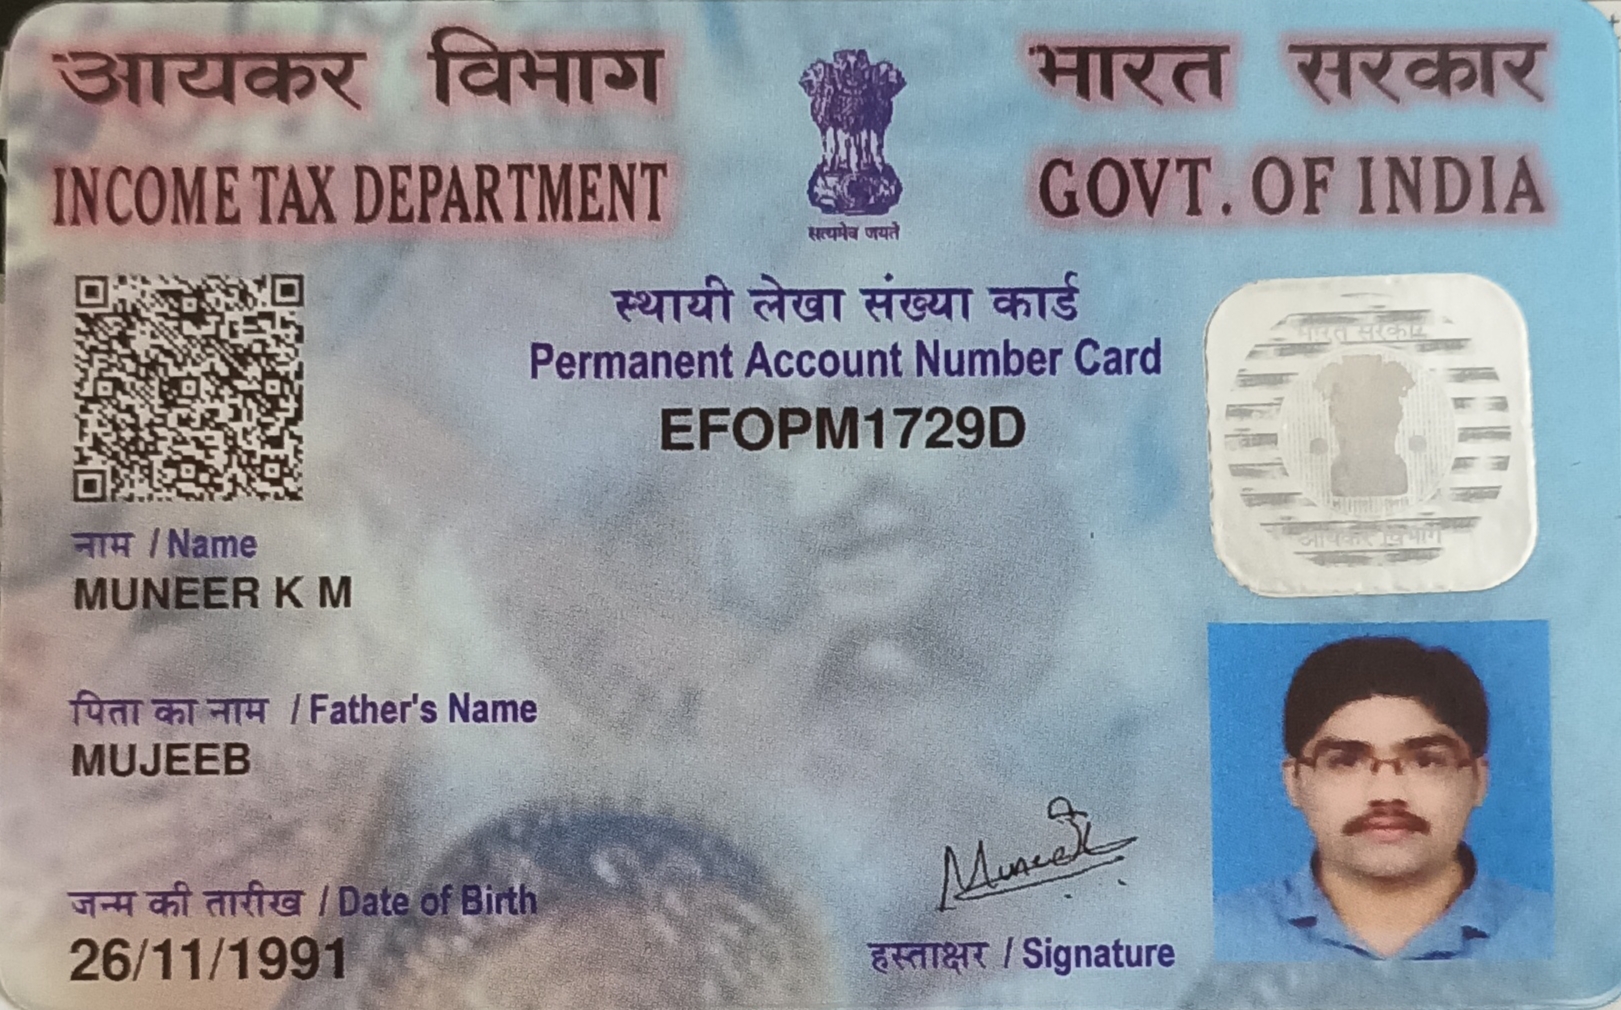 आयकर विभाग
INCOME TAX DEPARTMENT
भारत सरकार
GOVT. OF INDIA
सत्यमेव जयते
स्थायी लेखा संख्या कार्ड
Permanent Account Number Card
EFOPM1729D
भारत सरकार
आयकर विभाग
नाम / Name
MUNEER K M
पिता का नाम / Father's Name
MUJEEB
जन्म की तारीख / Date of Birth
26/11/1991
Muneer
हस्ताक्षर / Signature